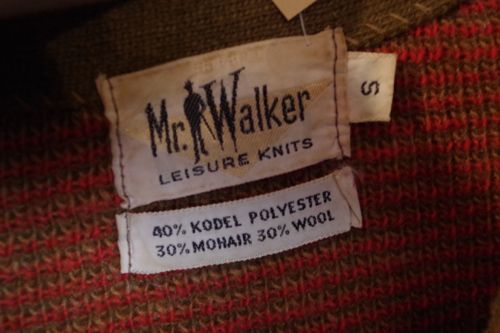 Mr. Walker
LEISURE KNITS
S
40% KODEL POLYESTER
30% MOHAIR 30% WOOL